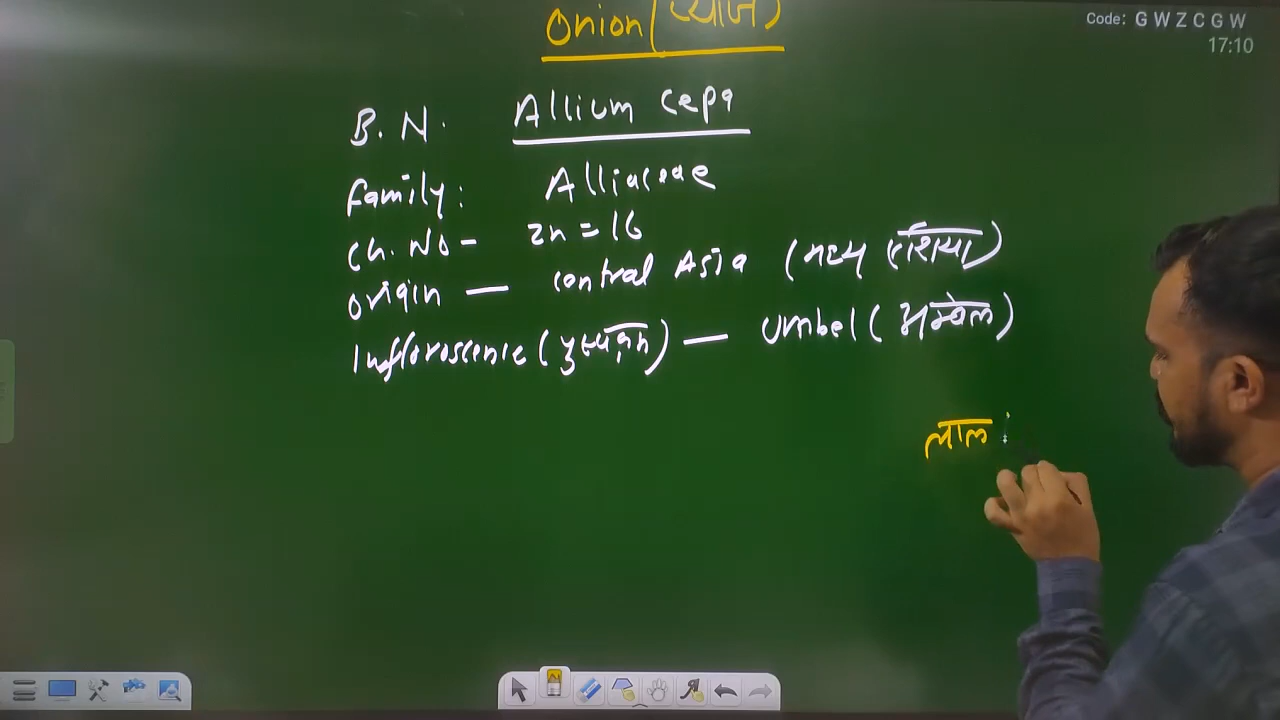 Onion (प्याज)
Code: G W Z C G W
17:10
B. N. Allium Cepa
Family: Alliaceae
Ch. No - 2n = 16
Origin — Central Asia (मध्य एशिया)
Infloroscence (पुष्पक्रम) — Umbel (अम्बेल)
लाल